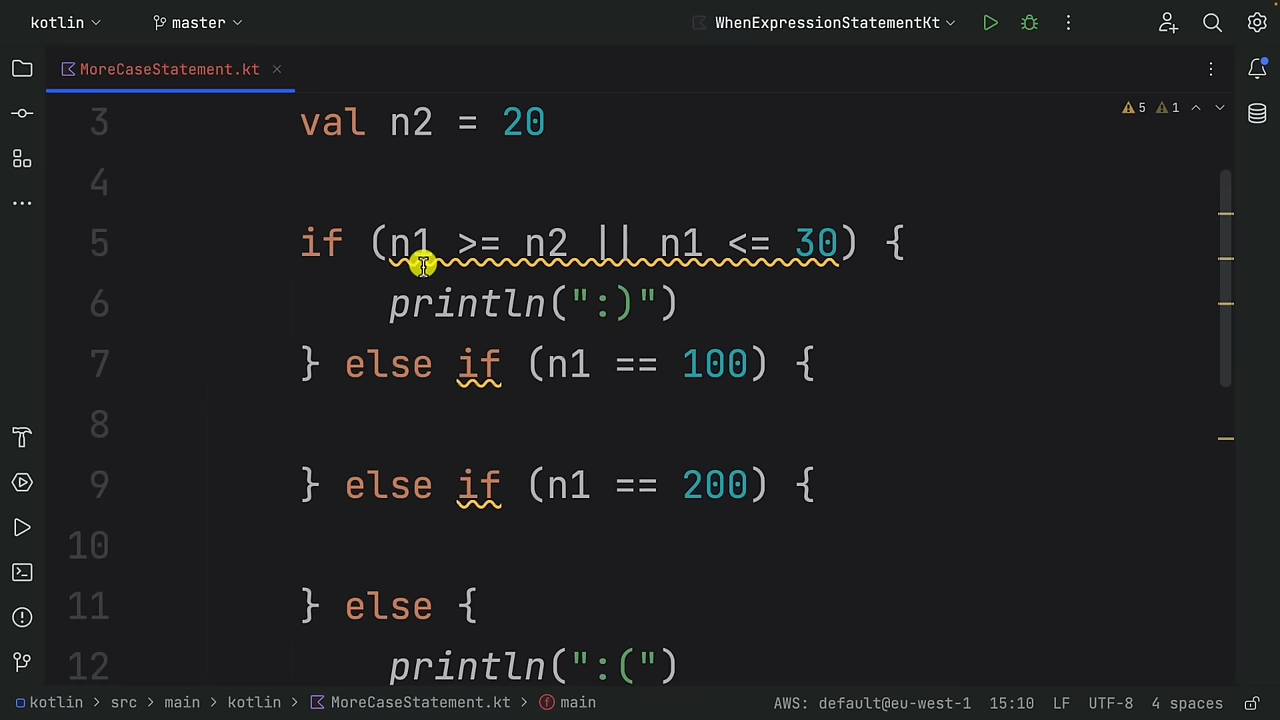 kotlin master WhenExpressionStatementKt
MoreCaseStatement.kt
5 1
3 val n2 = 20
4
5 if (n1 >= n2 || n1 <= 30) {
6 println(":)")
7 } else if (n1 == 100) {
8
9 } else if (n1 == 200) {
10
11 } else {
12 println(":(")
kotlin > src > main > kotlin > MoreCaseStatement.kt > main AWS: default@eu-west-1 15:10 LF UTF-8 4 spaces